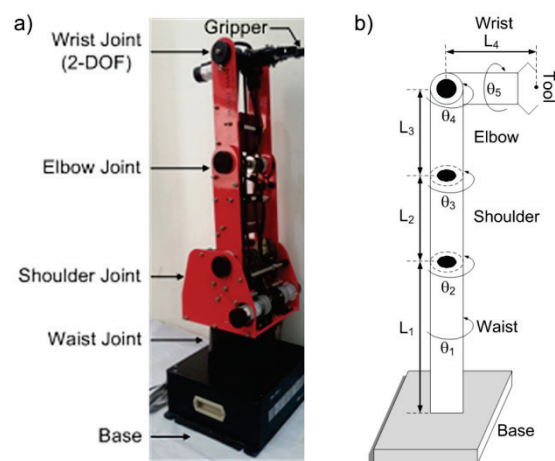 a)
Gripper
Wrist Joint
(2-DOF)
Elbow Joint
Shoulder Joint
Waist Joint
Base
b)
Wrist
L4
Tool
θ5
θ4
L3
Elbow
θ3
L2
Shoulder
θ2
L1
Waist
θ1
Base